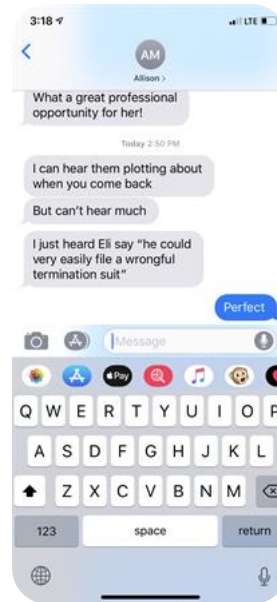 3:18
LTE
AM
Allison >
What a great professional
opportunity for her!
Today 2:50 PM
I can hear them plotting about
when you come back
But can't hear much
I just heard Eli say “he could
very easily file a wrongful
termination suit”
Perfect
Message
Pay
Q W E R T Y U I O P
A S D F G H J K L
Z X C V B N M
123 space return